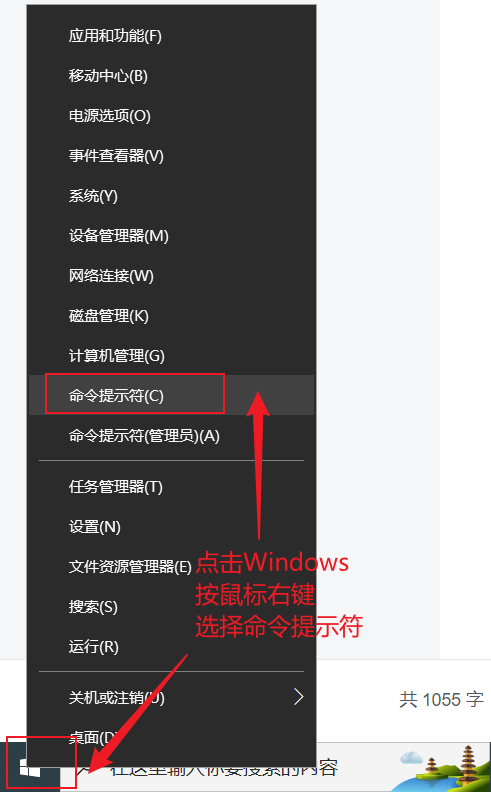 应用和功能(F)
移动中心(B)
电源选项(O)
事件查看器(V)
系统(Y)
设备管理器(M)
网络连接(W)
磁盘管理(K)
计算机管理(G)
命令提示符(C)
命令提示符(管理员)(A)
任务管理器(T)
设置(N)
文件资源管理器(E)
点击Windows
按鼠标右键
选择命令提示符
搜索(S)
运行(R)
关机或注销(U)
共 1055 字
桌面(D)
在这里输入你要搜索的内容